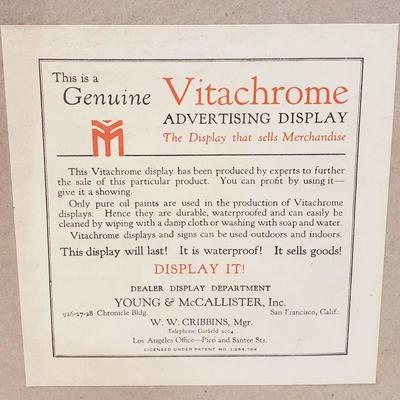 This is a
Genuine Vitachrome
ADVERTISING DISPLAY
The Display that sells Merchandise
This Vitachrome display has been produced by experts to further
the sale of this particular product. You can profit by using it—
give it a showing.
Only pure oil paints are used in the production of Vitachrome
displays. Hence they are durable, waterproofed and can easily be
cleaned by wiping with a damp cloth or washing with soap and water.
Vitachrome displays and signs can be used outdoors and indoors.
This display will last! It is waterproof! It sells goods!
DISPLAY IT!
DEALER DISPLAY DEPARTMENT
YOUNG & McCALLISTER, Inc.
926-27-28 Chronicle Bldg. San Francisco, Calif.
W. W. CRIBBINS, Mgr.
Telephone Garfield 2004
Los Angeles Office—Pico and Santee Sts.
LICENSED UNDER PATENT NO. 1,254,764